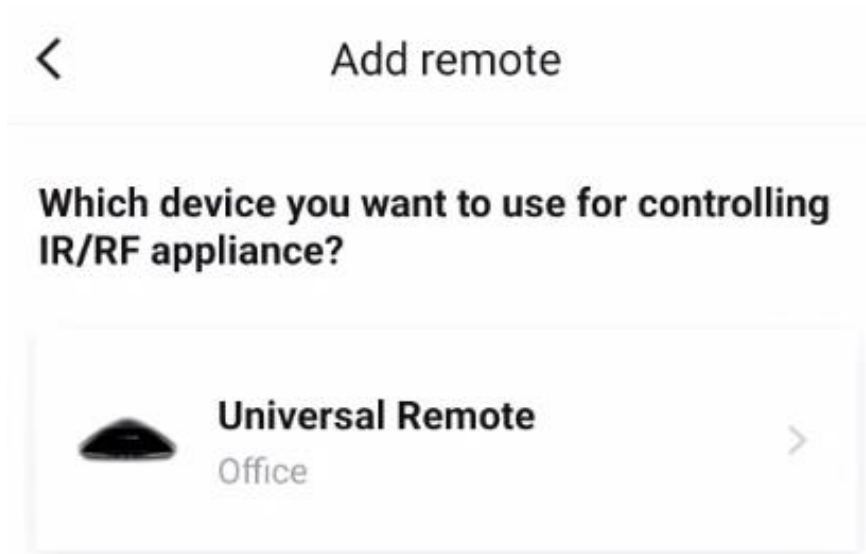 Add remote
Which device you want to use for controlling
IR/RF appliance?
Universal Remote
Office